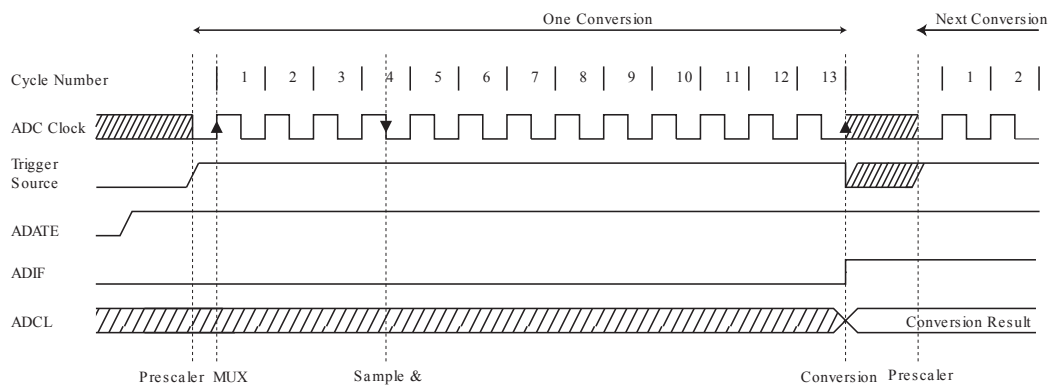 One Conversion Next Conversion
Cycle Number 1 2 3 4 5 6 7 8 9 10 11 12 13 1 2
ADC Clock
Trigger
Source
ADATE
ADIF
ADCL Conversion Result
Prescaler MUX Sample & Conversion Prescaler